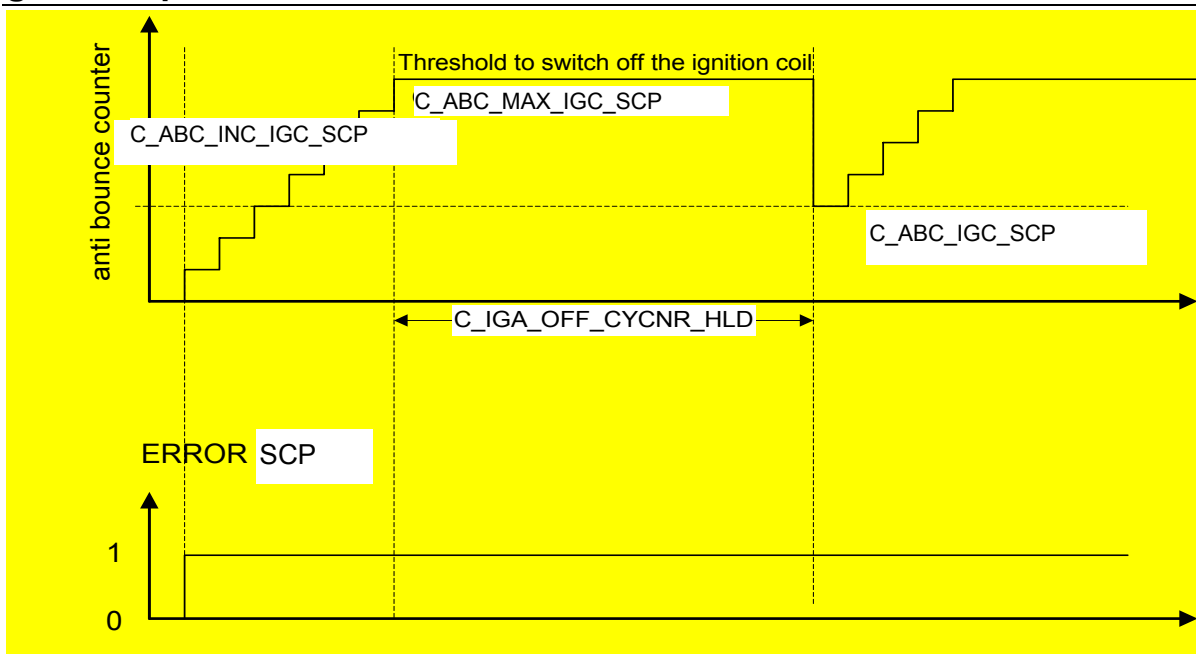 Threshold to switch off the ignition coil
C_ABC_MAX_IGC_SCP
C_ABC_INC_IGC_SCP
anti bounce counter
C_ABC_IGC_SCP
C_IGA_OFF_CYCNR_HLD
ERROR SCP
1
0